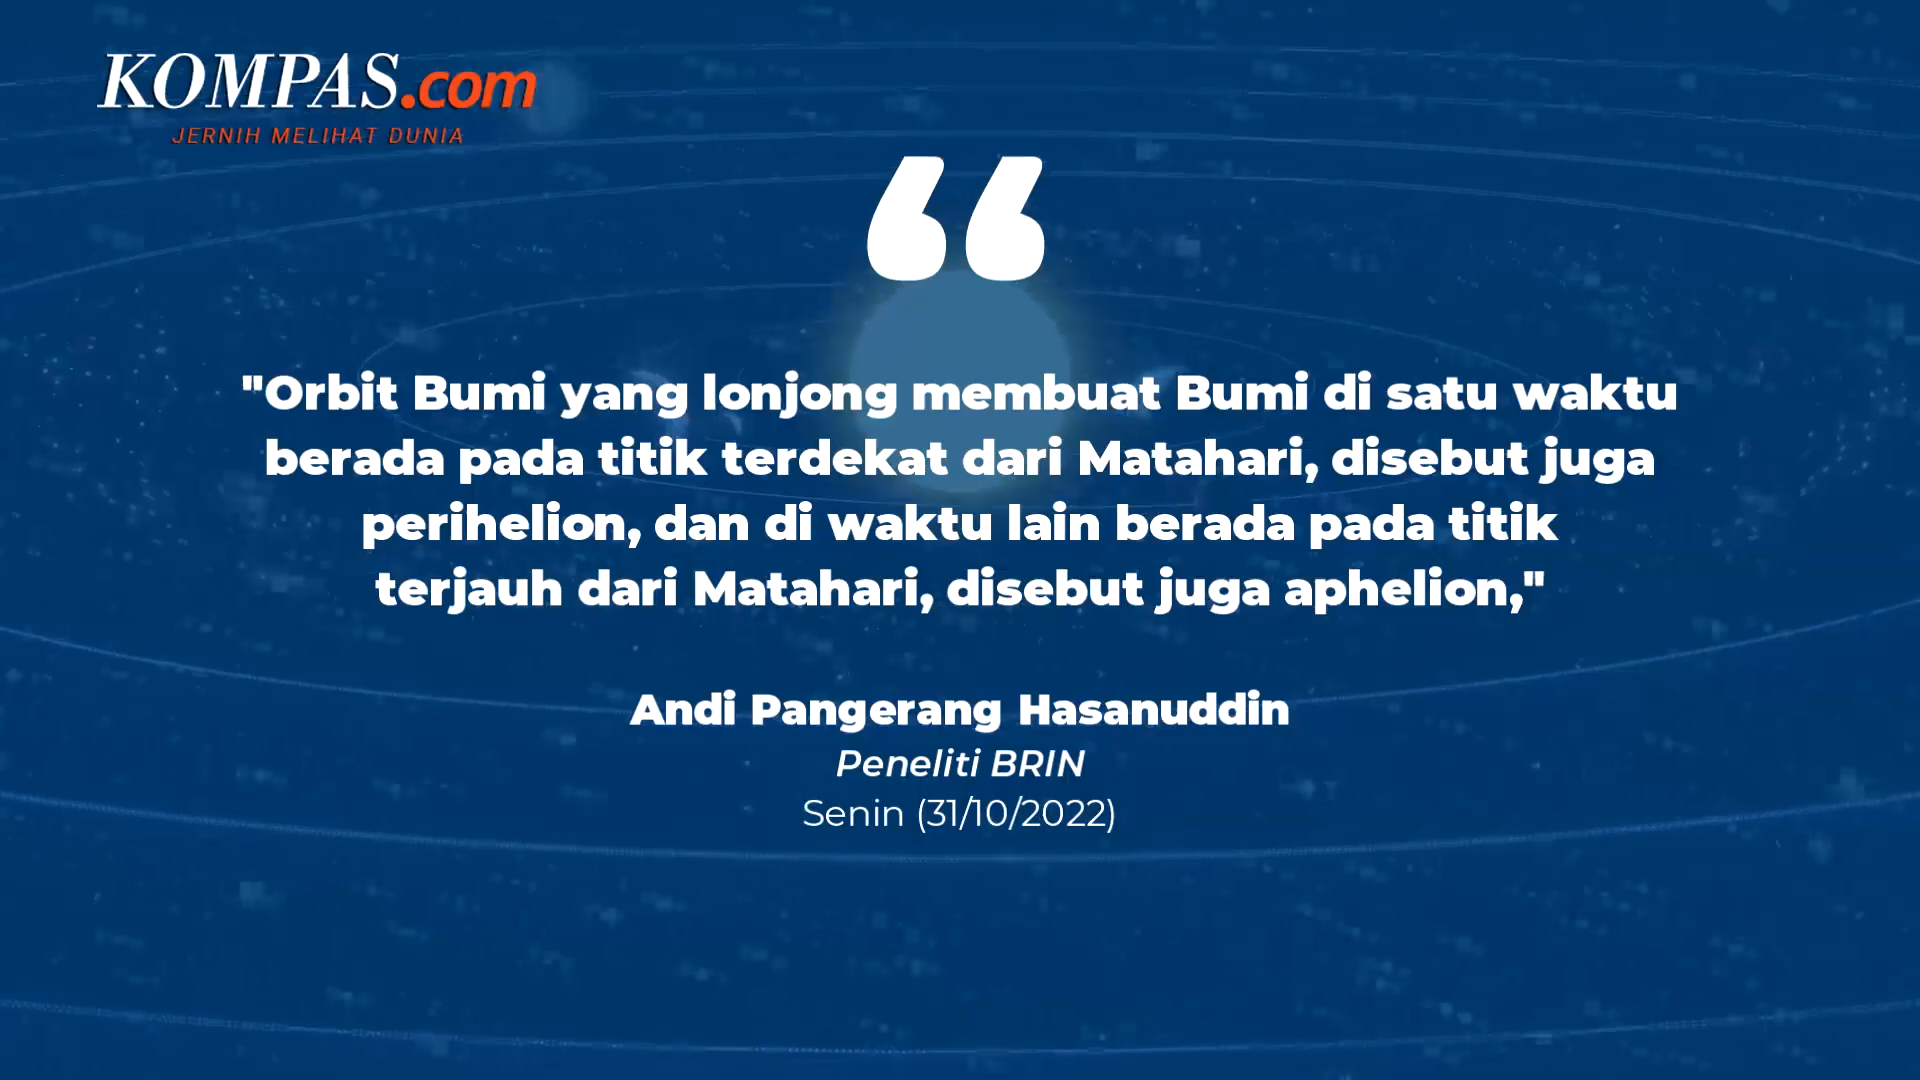 KOMPAS.com
JERNIH MELIHAT DUNIA
"Orbit Bumi yang lonjong membuat Bumi di satu waktu
berada pada titik terdekat dari Matahari, disebut juga
perihelion, dan di waktu lain berada pada titik
terjauh dari Matahari, disebut juga aphelion,"
Andi Pangerang Hasanuddin
Peneliti BRIN
Senin (31/10/2022)